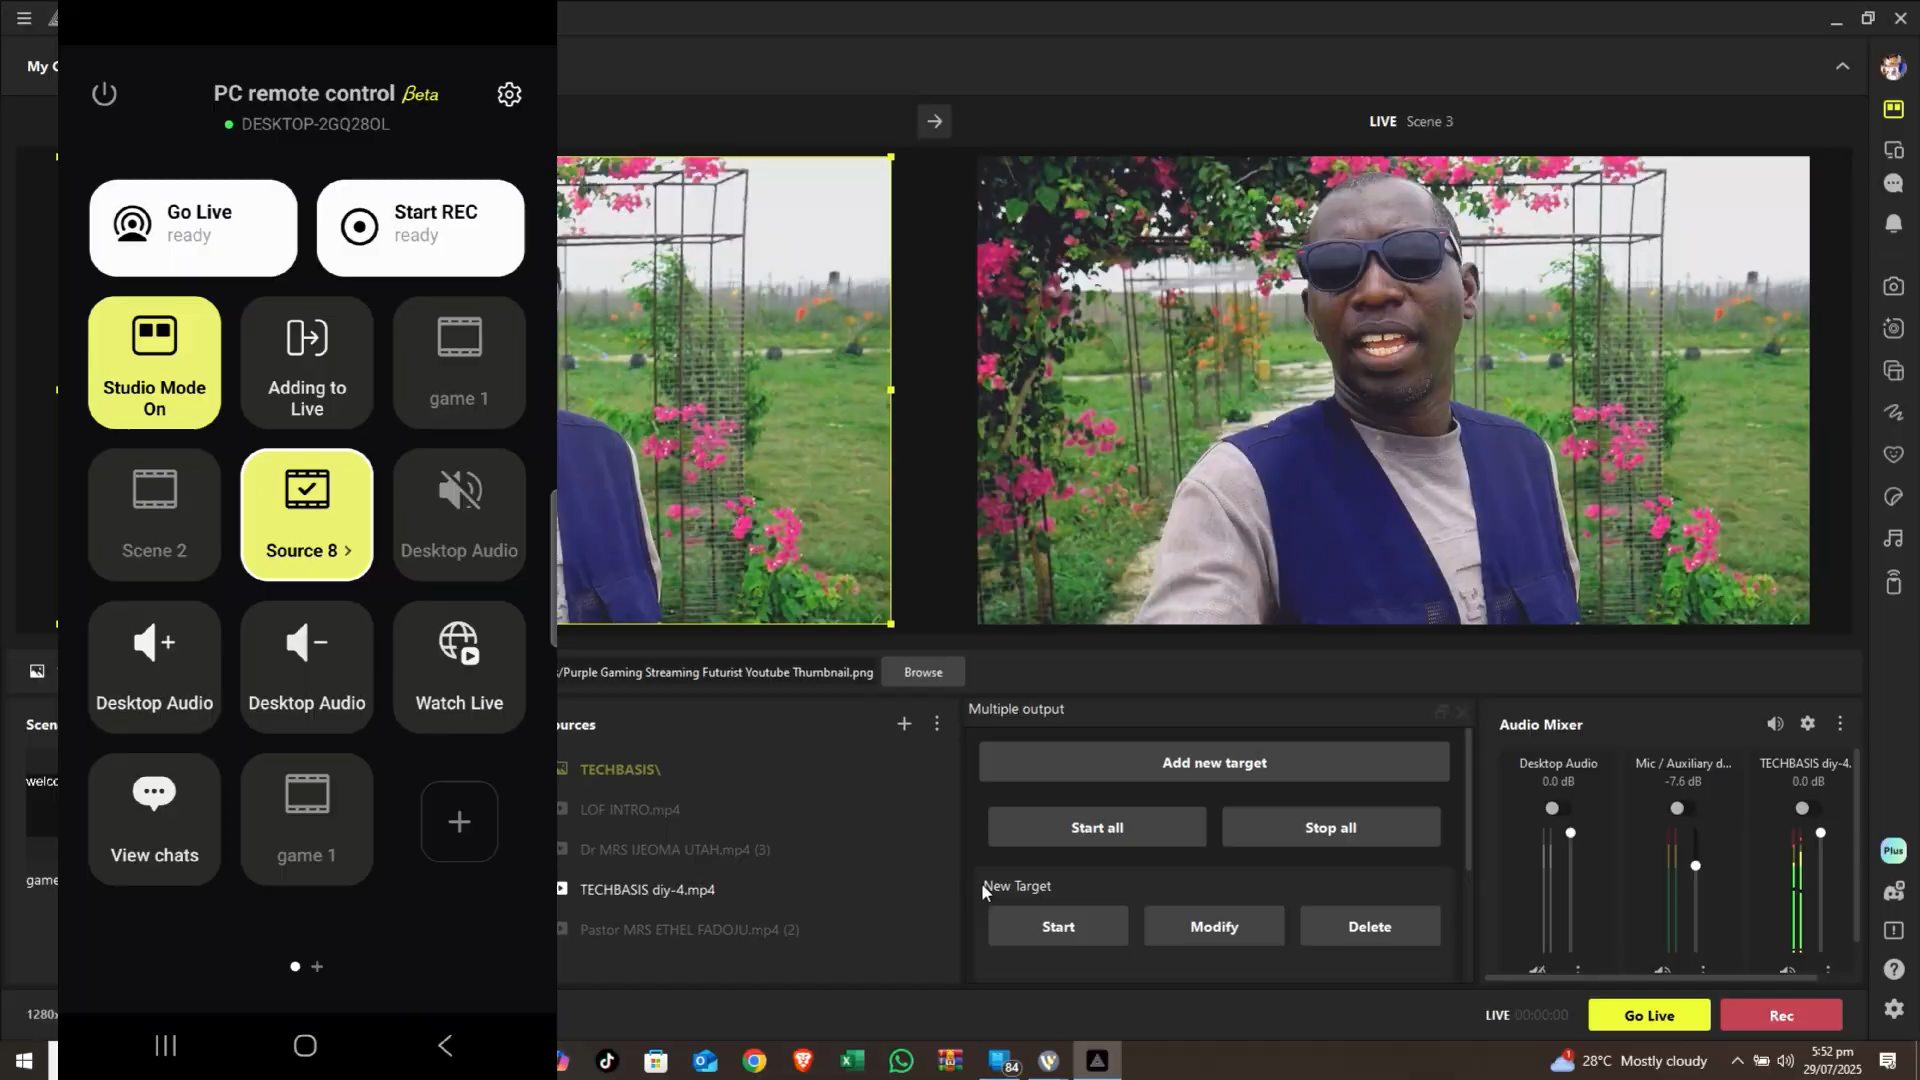 My
PC remote control βeta
DESKTOP-2GQ28OL
Go Live
ready
Start REC
ready
Studio Mode
On
Adding to
Live
game 1
Scene 2
Source 8 >
Desktop Audio
Desktop Audio
Desktop Audio
Watch Live
View chats
game 1
LIVE Scene 3
/Purple Gaming Streaming Futurist Youtube Thumbnail.png
Browse
Scen
welco
game
1280x
ources
TECHBASIS\
LOF INTRO.mp4
Dr MRS IJEOMA UTAH.mp4 (3)
TECHBASIS diy-4.mp4
Pastor MRS ETHEL FADOJU.mp4 (2)
Multiple output
Add new target
Start all
Stop all
New Target
Start
Modify
Delete
Audio Mixer
Desktop Audio
0.0 dB
Mic / Auxiliary d...
-7.6 dB
TECHBASIS diy-4.
0.0 dB
Plus
LIVE 00:00:00
Go Live
Rec
84
1
28°C Mostly cloudy
5:52 pm
29/07/2025